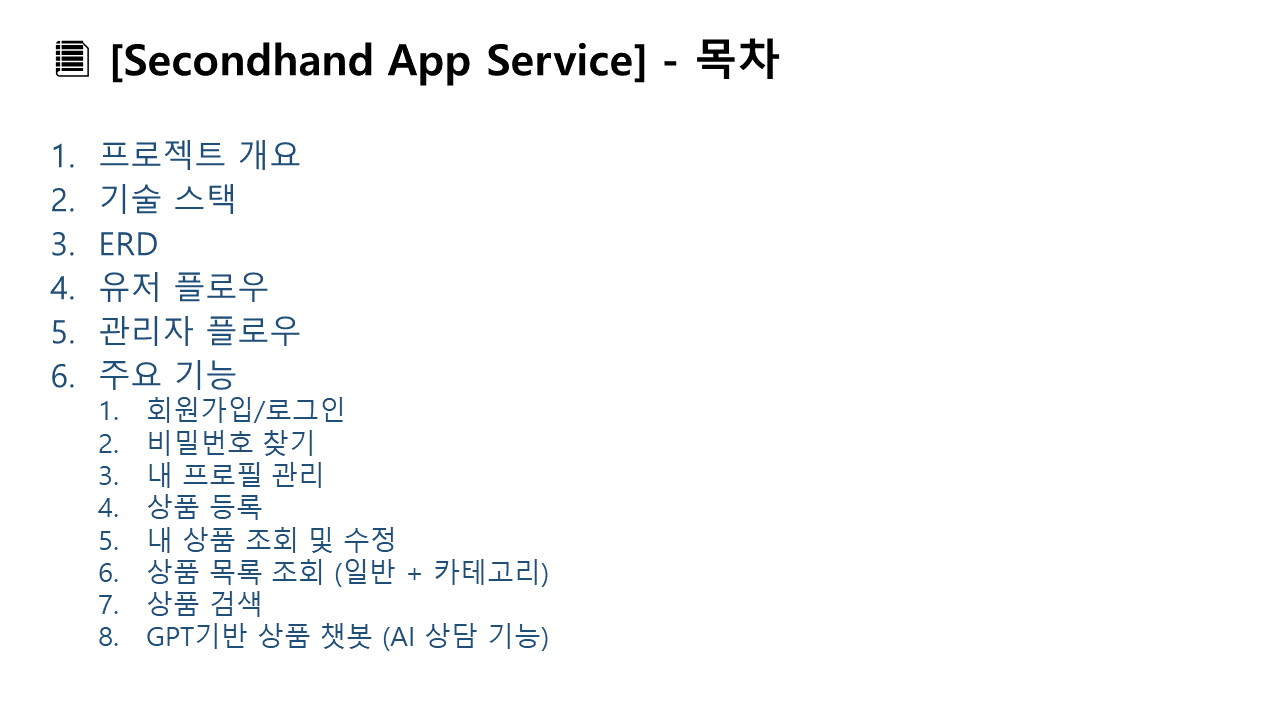 [Secondhand App Service] - 목차
1. 프로젝트 개요
2. 기술 스택
3. ERD
4. 유저 플로우
5. 관리자 플로우
6. 주요 기능
1. 회원가입/로그인
2. 비밀번호 찾기
3. 내 프로필 관리
4. 상품 등록
5. 내 상품 조회 및 수정
6. 상품 목록 조회 (일반 + 카테고리)
7. 상품 검색
8. GPT기반 상품 챗봇 (AI 상담 기능)